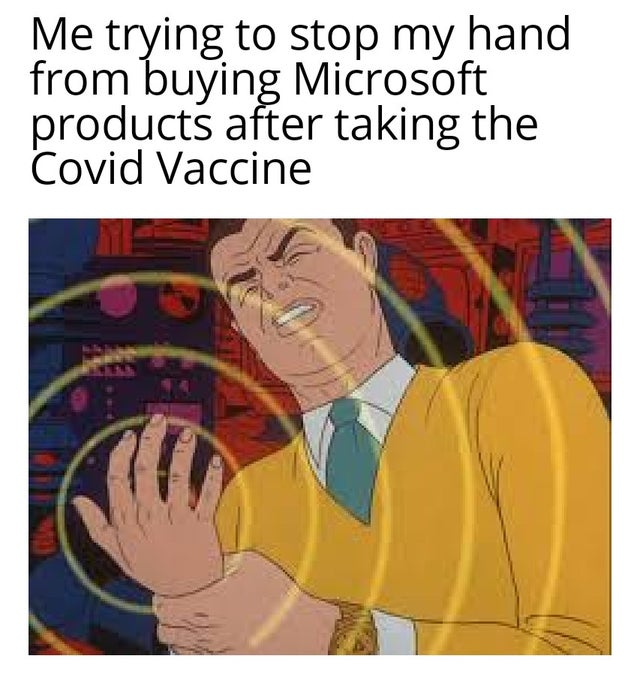 Me trying to stop my hand
from buying Microsoft
products after taking the
Covid Vaccine